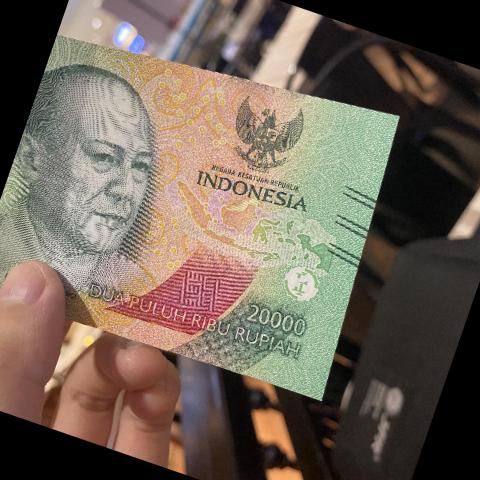 NEGARA KESATUAN REPUBLIK
INDONESIA
DUA PULUH RIBU RUPIAH
20000